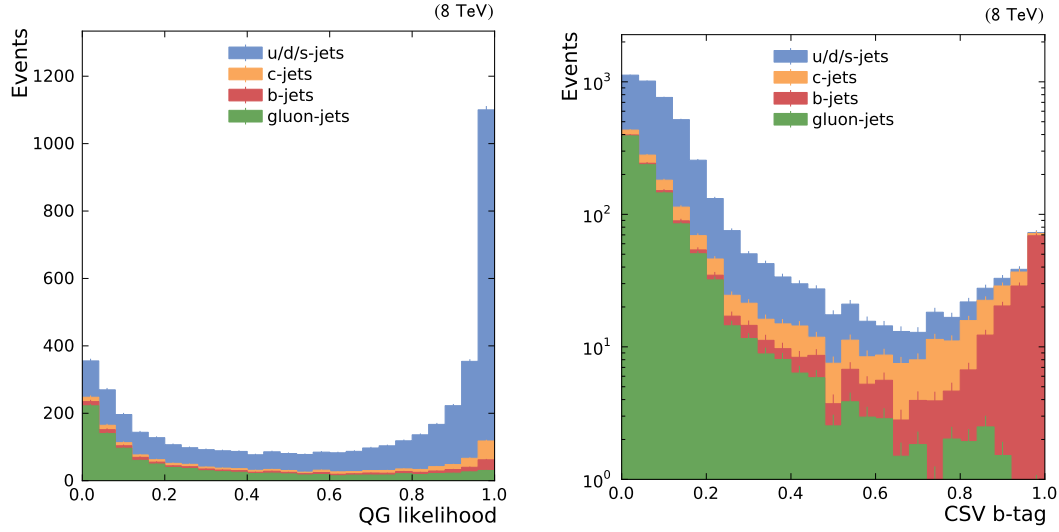 (8 TeV)
Events
1200
1000
800
600
400
200
0
0.0 0.2 0.4 0.6 0.8 1.0
QG likelihood
u/d/s-jets
c-jets
b-jets
gluon-jets
(8 TeV)
Events
10³
10²
10¹
10⁰
0.0 0.2 0.4 0.6 0.8 1.0
CSV b-tag
u/d/s-jets
c-jets
b-jets
gluon-jets